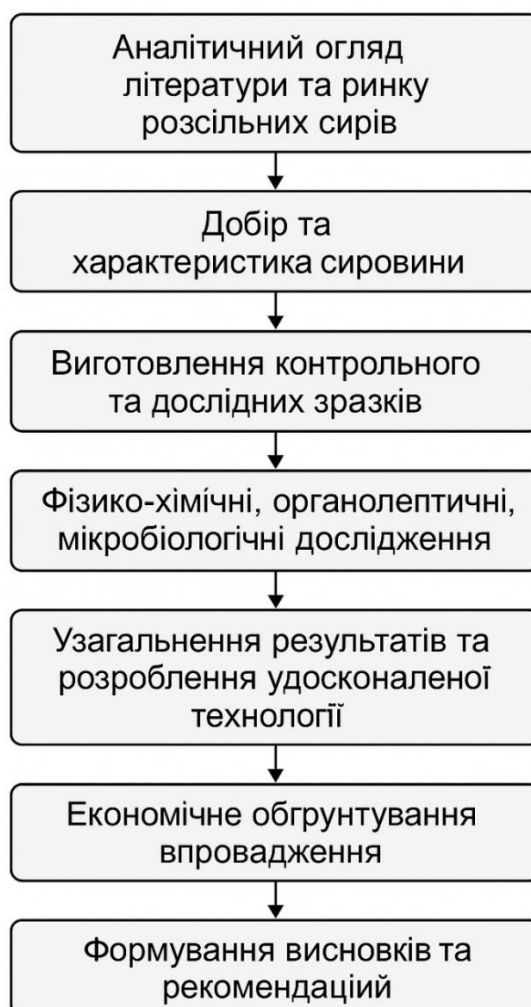 Аналітичний огляд
літератури та ринку
розсільних сирів
Добір та
характеристика сировини
Виготовлення контрольного
та дослідних зразків
Фізико-хімічні, органолептичні,
мікробіологічні дослідження
Узагальнення результатів та
розроблення удосконаленої
технології
Економічне обгрунтування
впровадження
Формування висновків та
рекомендаціий